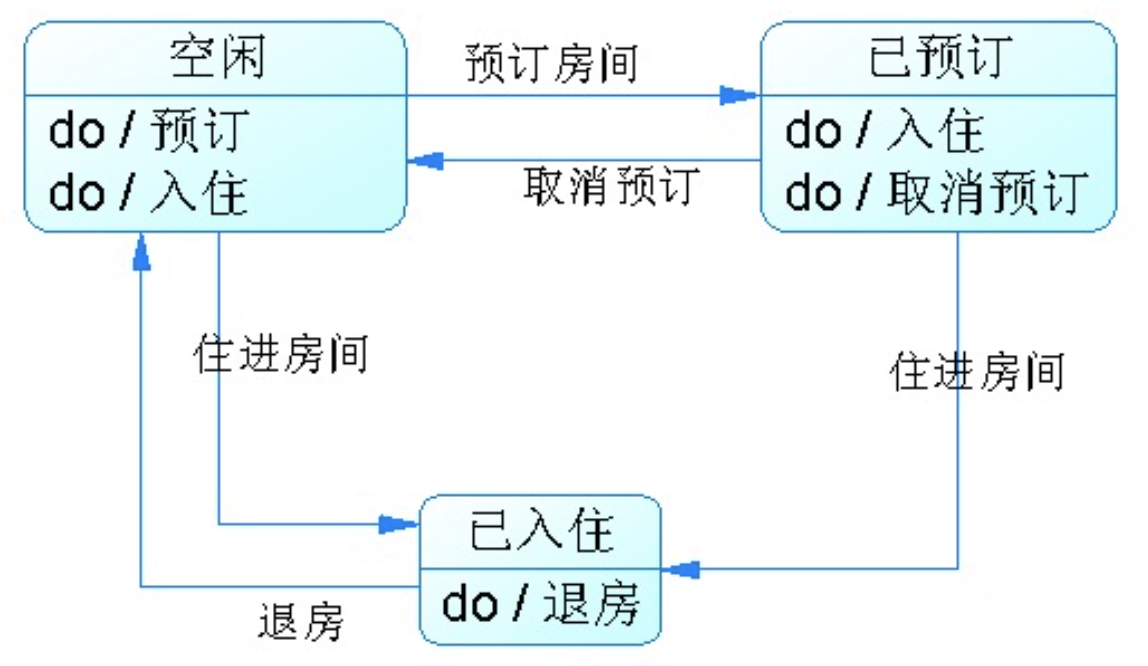 空闲
do / 预订
do / 入住
预订房间
取消预订
已预订
do / 入住
do / 取消预订
住进房间
住进房间
已入住
do / 退房
退房